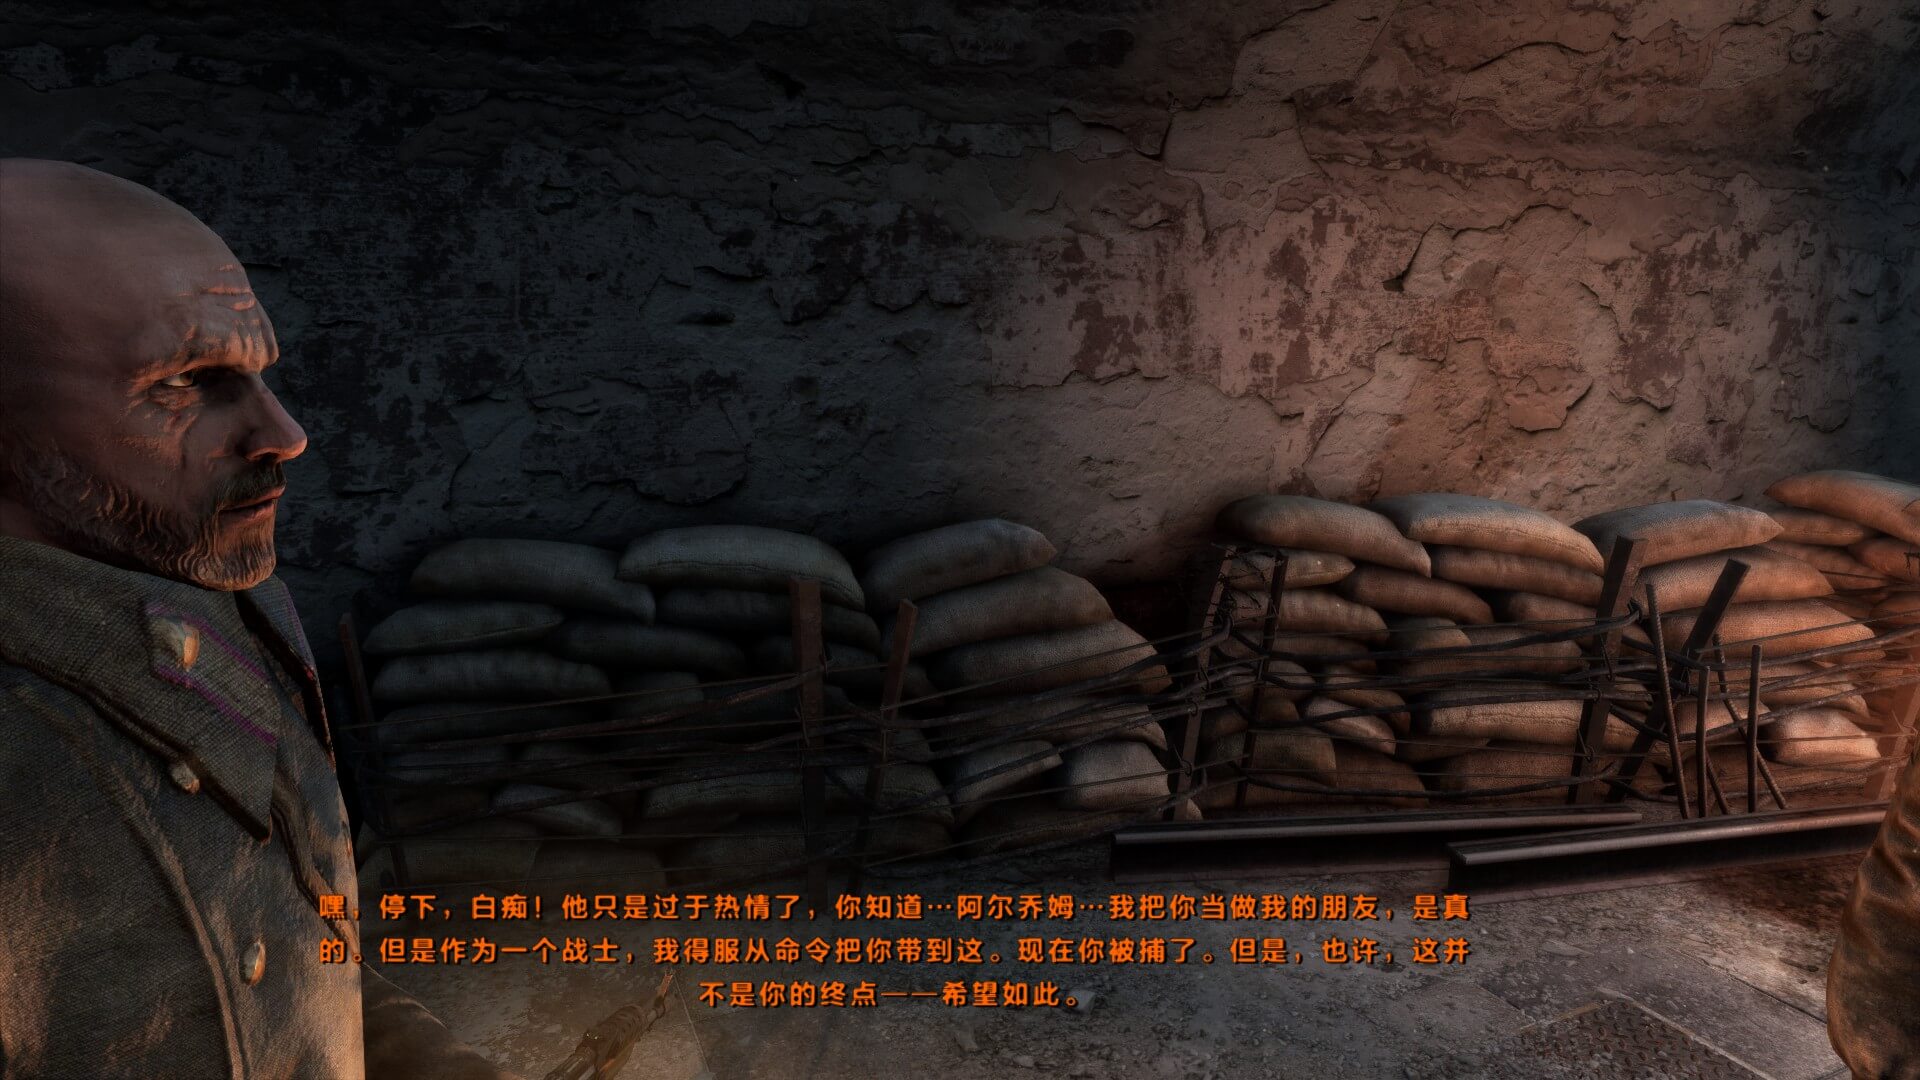 嘿，停下，白痴！他只是过于热情了，你知道…阿尔乔姆…我把你当做我的朋友，是真
的。但是作为一个战士，我得服从命令把你带到这。现在你被捕了。但是，也许，这并
不是你的终点——希望如此。